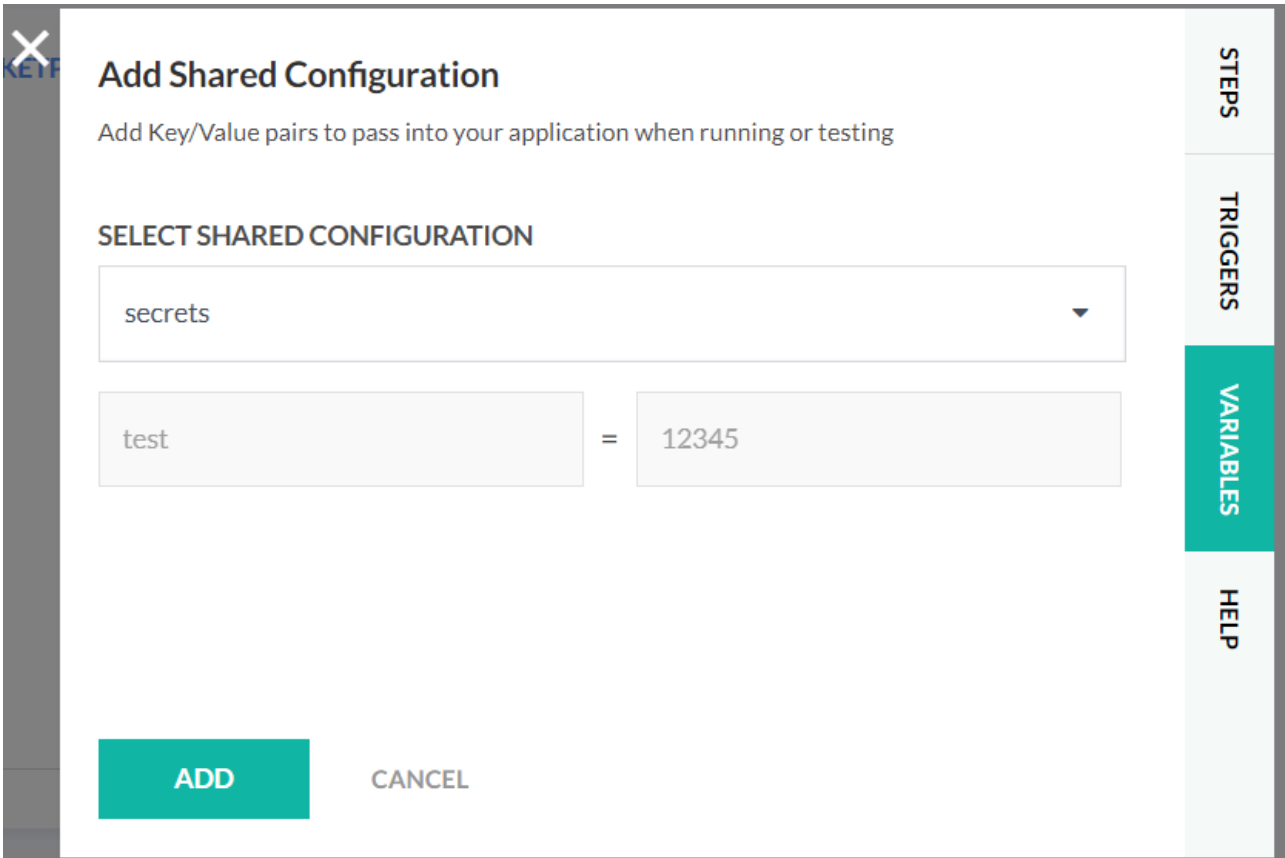 Add Shared Configuration
Add Key/Value pairs to pass into your application when running or testing
SELECT SHARED CONFIGURATION
secrets
test = 12345
ADD CANCEL
STEPS
TRIGGERS
VARIABLES
HELP